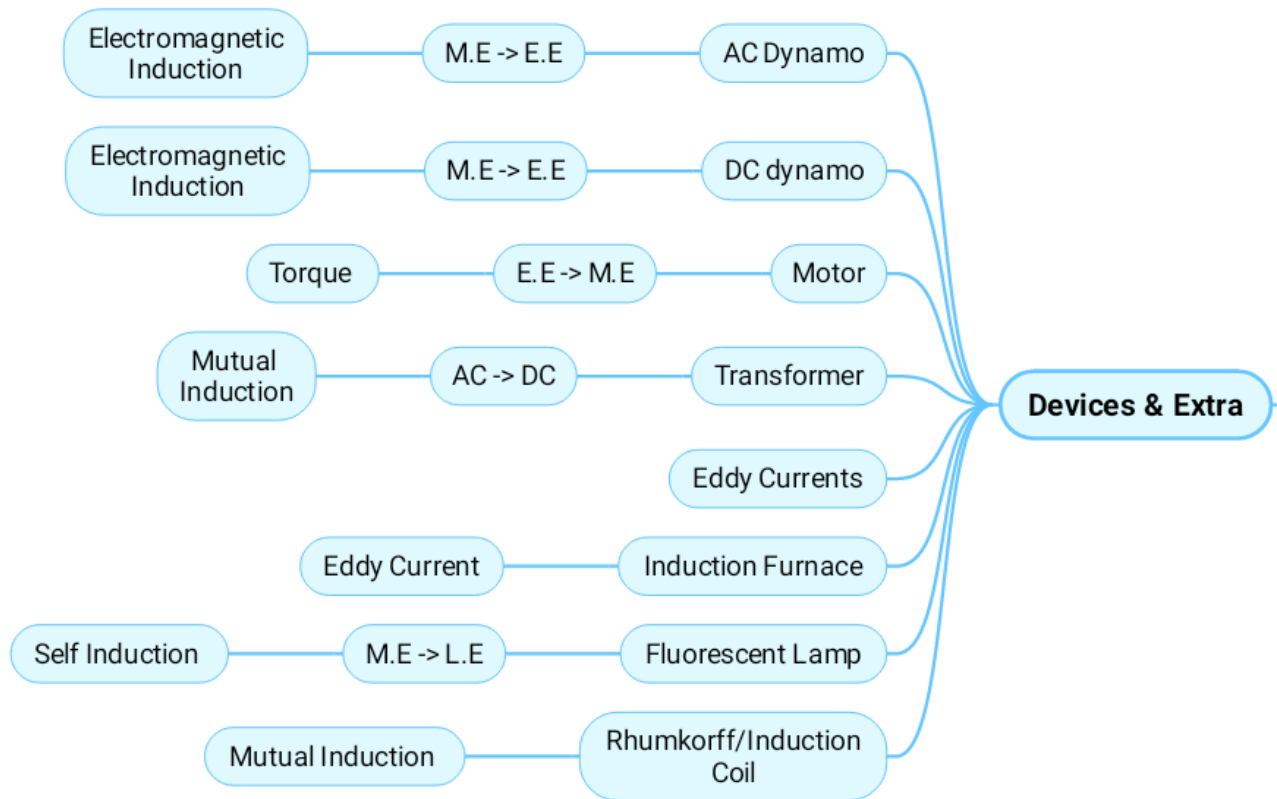 Electromagnetic
Induction
M.E -> E.E
AC Dynamo
Electromagnetic
Induction
M.E -> E.E
DC dynamo
Torque
E.E -> M.E
Motor
Mutual
Induction
AC -> DC
Transformer
Devices & Extra
Eddy Currents
Eddy Current
Induction Furnace
Self Induction
M.E -> L.E
Fluorescent Lamp
Mutual Induction
Rhumkorff/Induction
Coil